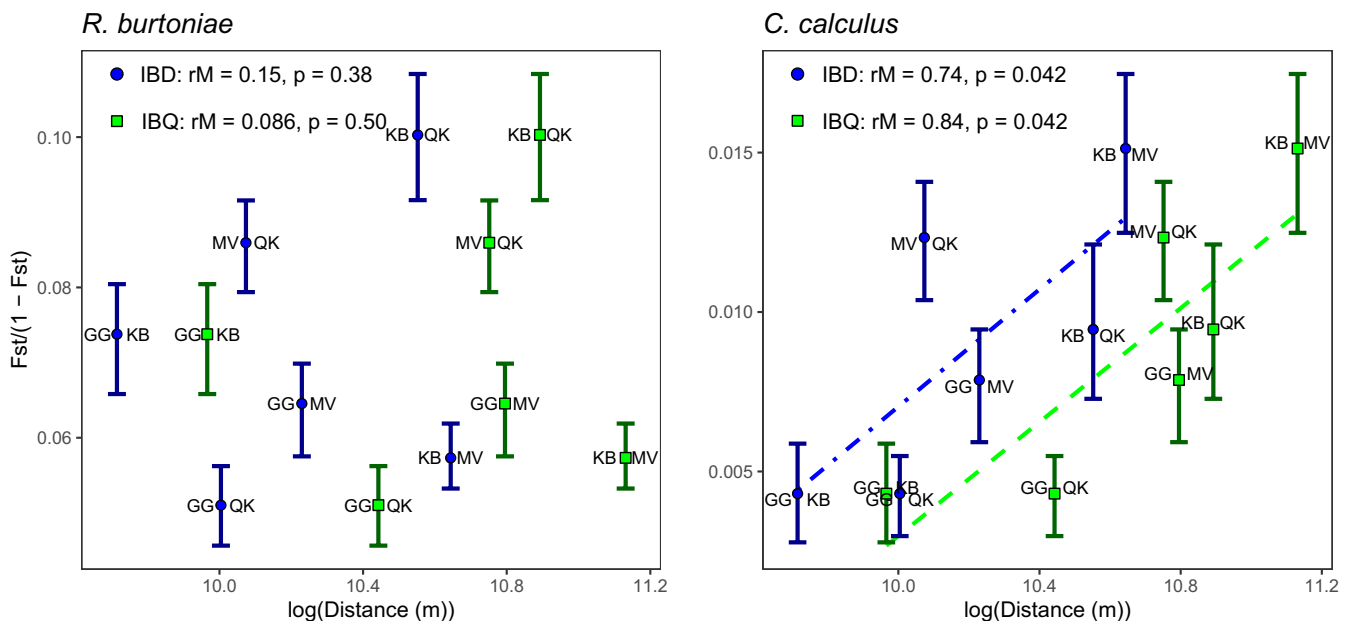 R. burtoniae
IBD: rM = 0.15, p = 0.38
IBQ: rM = 0.086, p = 0.50
KB QK
KB QK
MV QK
MV QK
GG KB
GG KB
GG MV
GG MV
KB MV
KB MV
GG QK
GG QK
0.10
0.08
0.06
Fst/(1 − Fst)
10.0 10.4 10.8 11.2
log(Distance (m))
C. calculus
IBD: rM = 0.74, p = 0.042
IBQ: rM = 0.84, p = 0.042
KB MV
KB MV
MV QK
MV QK
KB QK
KB QK
GG MV
GG MV
GG KB
GG KB
GG QK
GG QK
0.015
0.010
0.005
10.0 10.4 10.8 11.2
log(Distance (m))